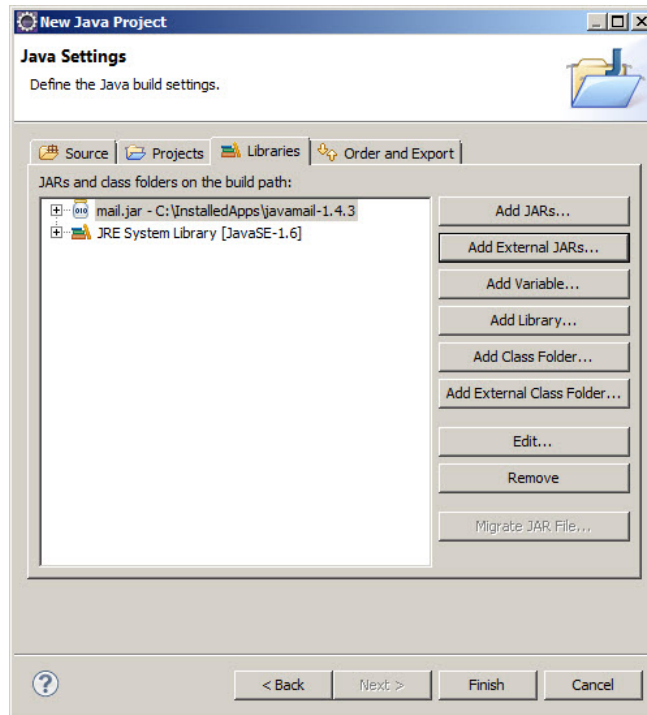 New Java Project
Java Settings
Define the Java build settings.
Source Projects Libraries Order and Export
JARs and class folders on the build path:
mail.jar - C:\InstalledApps\javamail-1.4.3
JRE System Library [JavaSE-1.6]
Add JARs...
Add External JARs...
Add Variable...
Add Library...
Add Class Folder...
Add External Class Folder...
Edit...
Remove
Migrate JAR File...
< Back Next > Finish Cancel